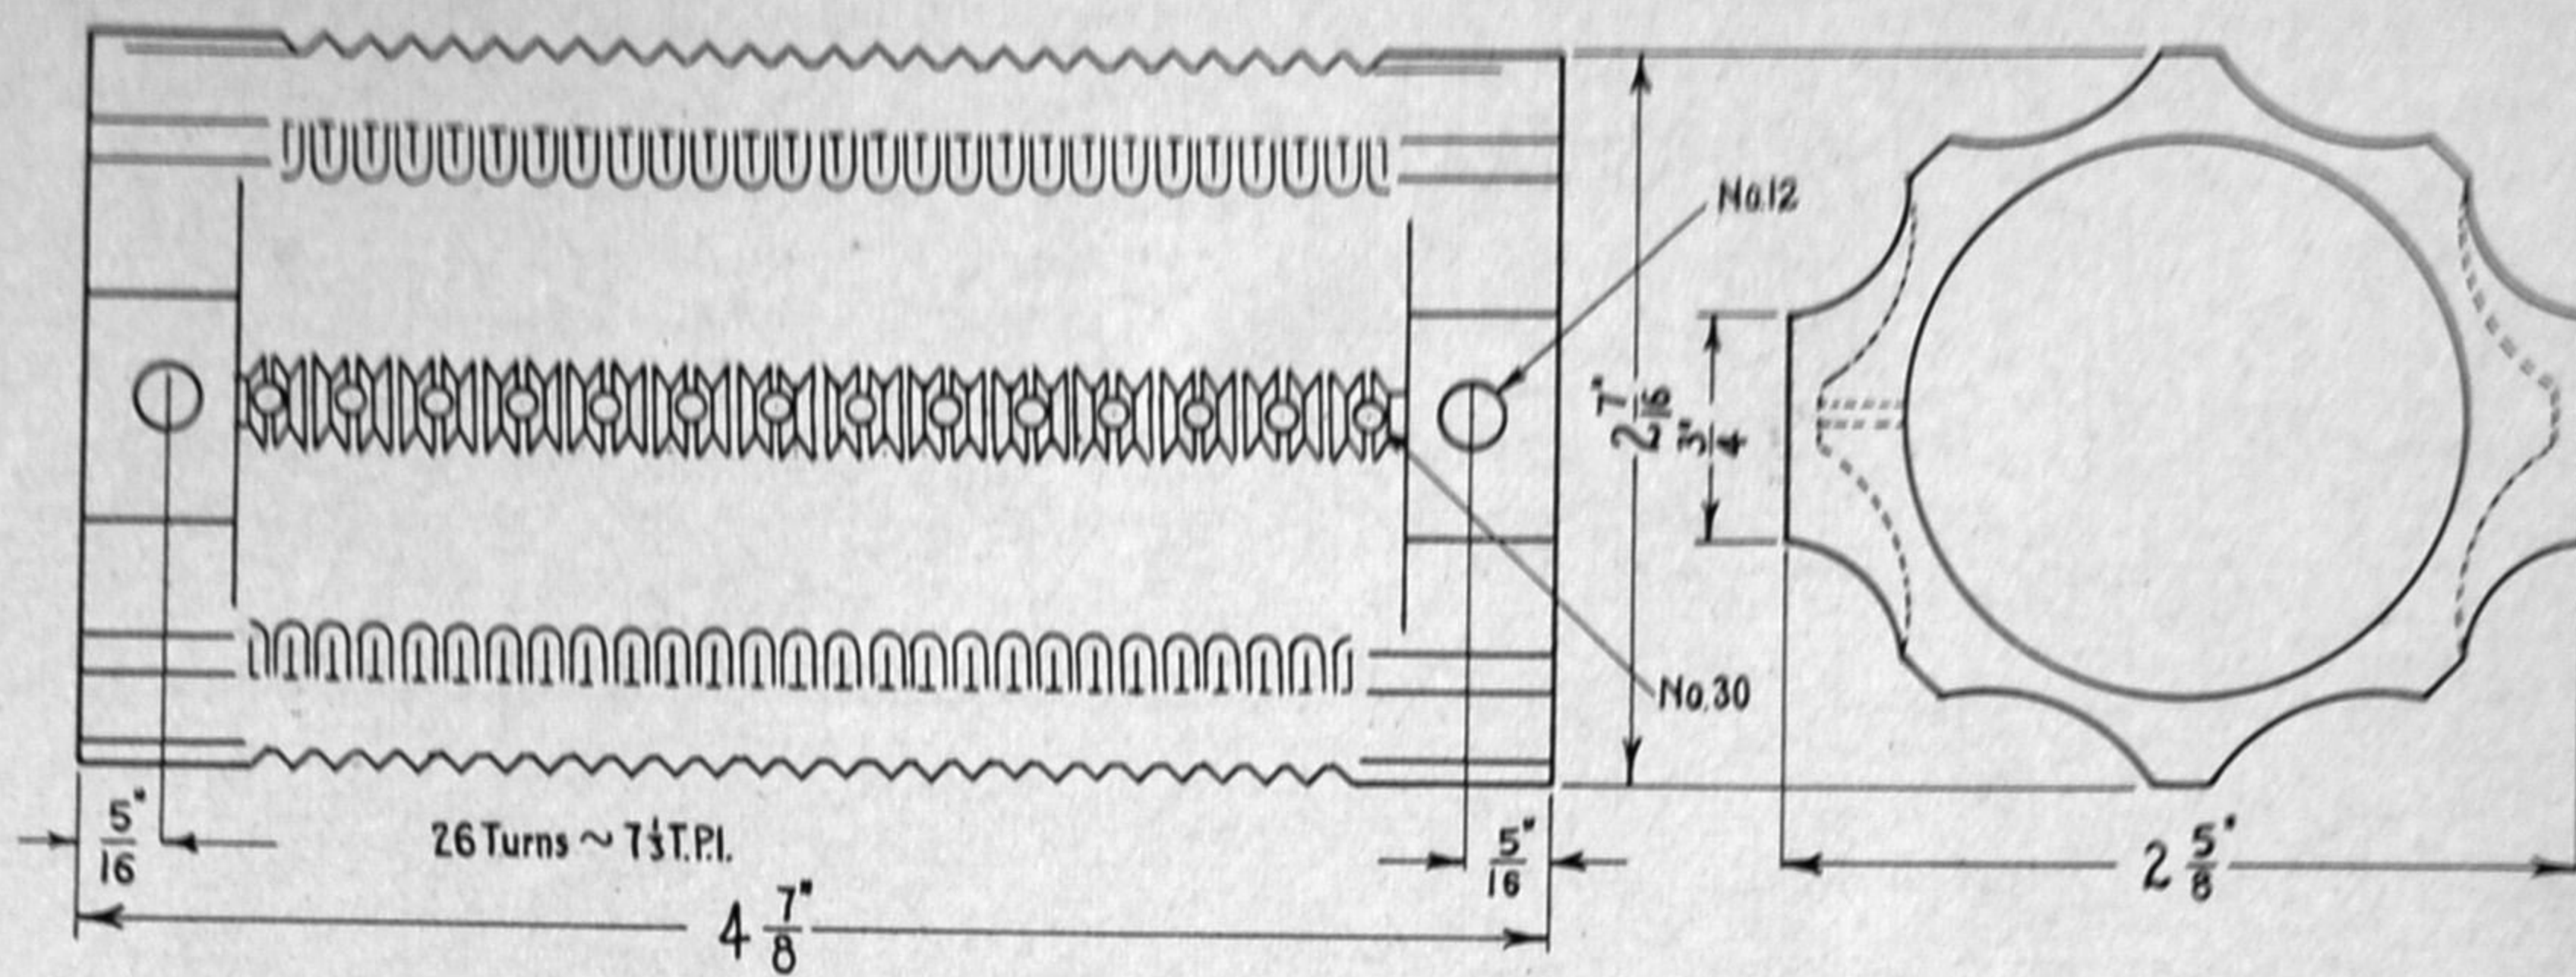 No.12
2 7/16"
3/4"
No.30
5/16"
26 Turns ~ 7⅓ T.P.I.
5/16"
2 5/8"
4 7/8"